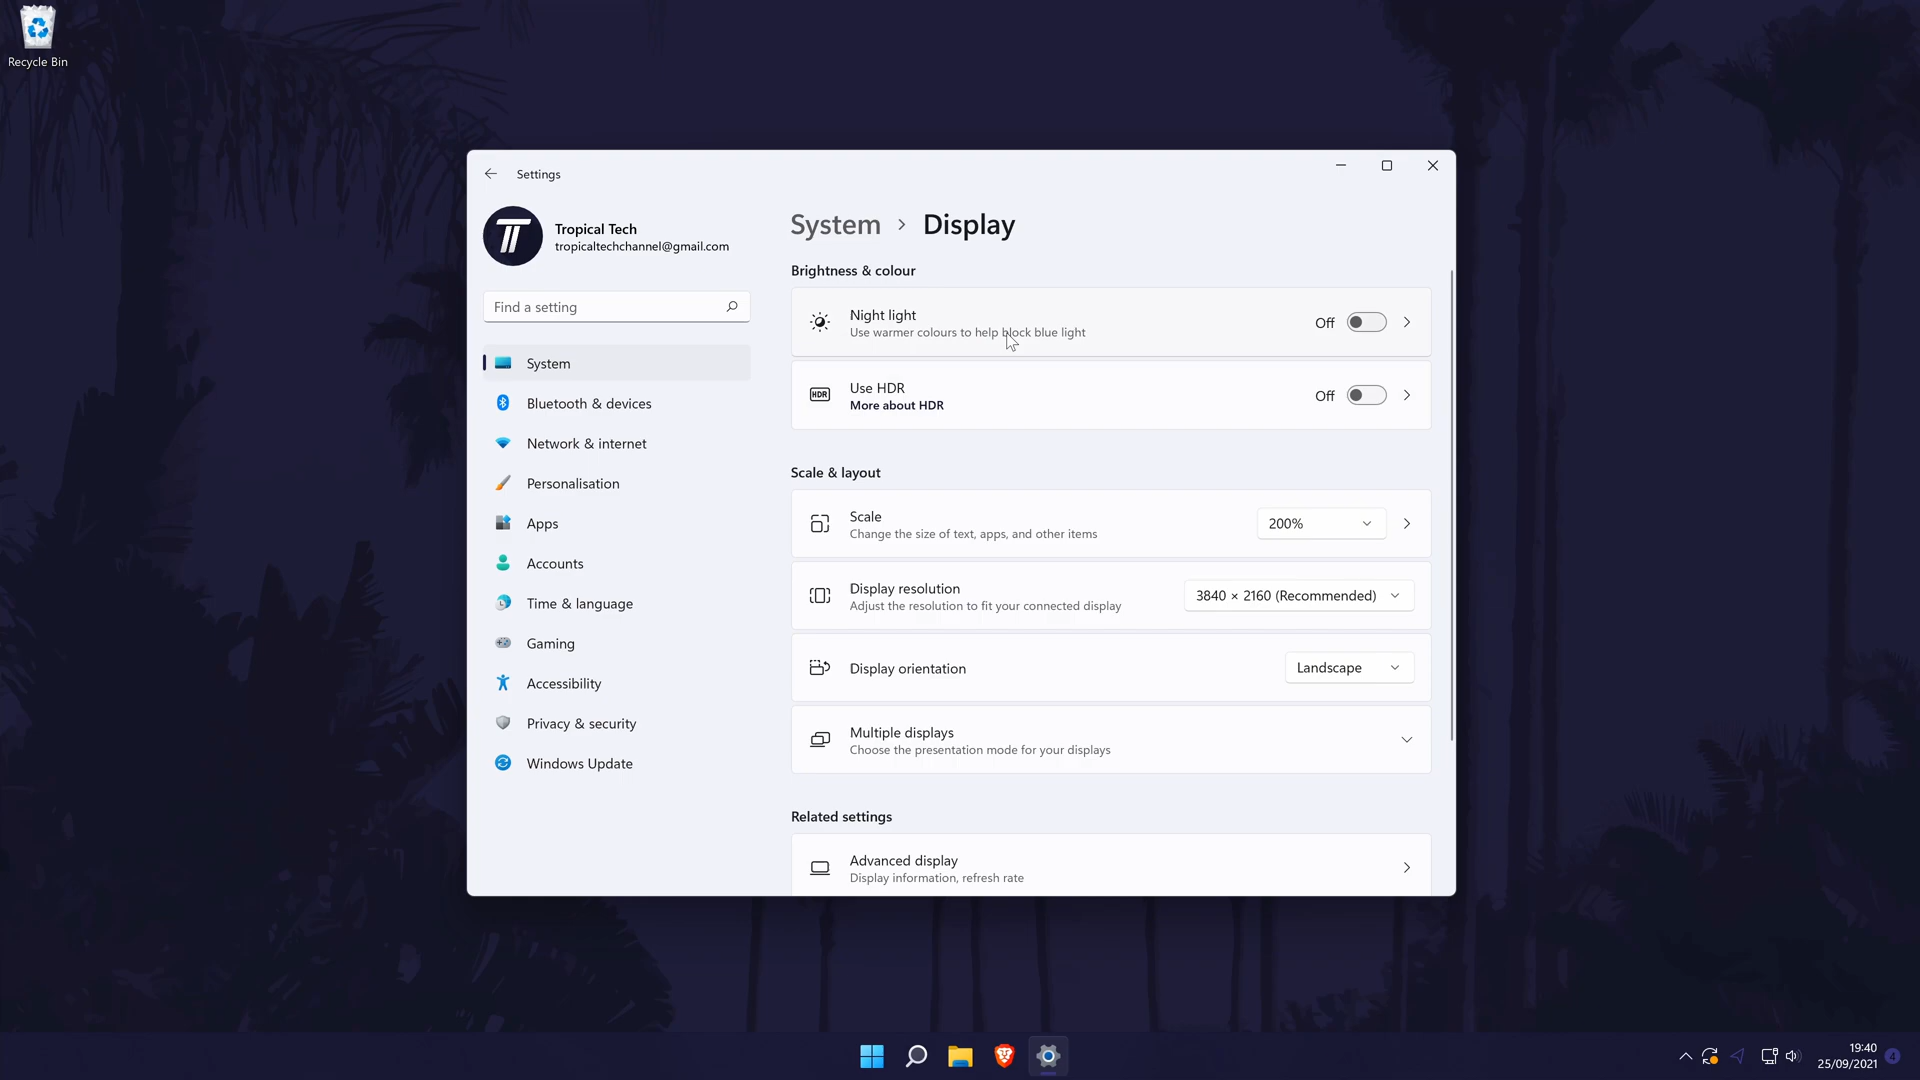 Recycle Bin
Settings
Tropical Tech
tropicaltechchannel@gmail.com
Find a setting
System
Bluetooth & devices
Network & internet
Personalisation
Apps
Accounts
Time & language
Gaming
Accessibility
Privacy & security
Windows Update
System > Display
Brightness & colour
Night light
Use warmer colours to help block blue light
Off
HDR
Use HDR
More about HDR
Off
Scale & layout
Scale
Change the size of text, apps, and other items
200%
Display resolution
Adjust the resolution to fit your connected display
3840 × 2160 (Recommended)
Display orientation
Landscape
Multiple displays
Choose the presentation mode for your displays
Related settings
Advanced display
Display information, refresh rate
19:40
25/09/2021
4